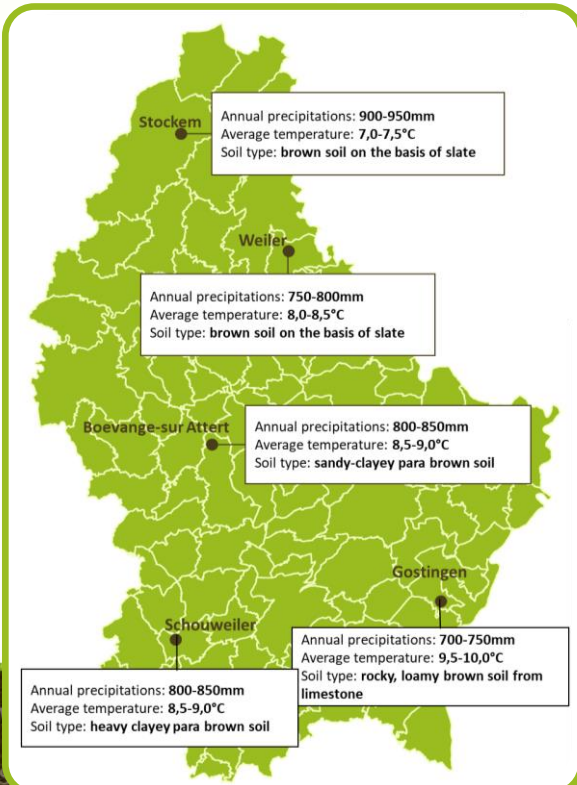 Stockem
Annual precipitations: 900-950mm
Average temperature: 7,0-7,5°C
Soil type: brown soil on the basis of slate
Weiler
Annual precipitations: 750-800mm
Average temperature: 8,0-8,5°C
Soil type: brown soil on the basis of slate
Boevange-sur Attert
Annual precipitations: 800-850mm
Average temperature: 8,5-9,0°C
Soil type: sandy-clayey para brown soil
Gostingen
Annual precipitations: 700-750mm
Average temperature: 9,5-10,0°C
Soil type: rocky, loamy brown soil from
limestone
Schouweiler
Annual precipitations: 800-850mm
Average temperature: 8,5-9,0°C
Soil type: heavy clayey para brown soil